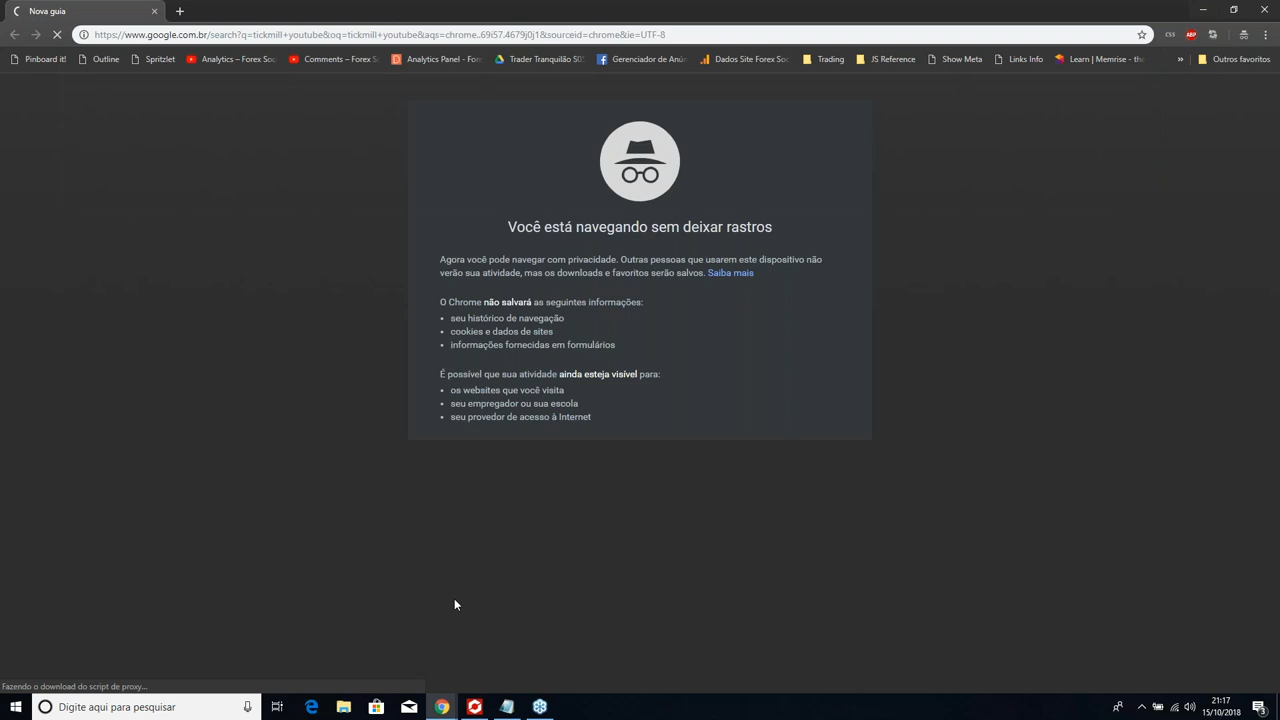 Nova guia
https://www.google.com.br/search?q=tickmill+youtube&oq=tickmill+youtube&aqs=chrome..69i57.4679j0j1&sourceid=chrome&ie=UTF-8
CSS
ABP
Pinboard it! Outline Spritzlet Analytics – Forex Soc Comments – Forex S Analytics Panel - For Trader Tranquilão S0 Gerenciador de Anún Dados Site Forex Soc Trading JS Reference Show Meta Links Info Learn | Memrise - th » Outros favoritos
Você está navegando sem deixar rastros
Agora você pode navegar com privacidade. Outras pessoas que usarem este dispositivo não
verão sua atividade, mas os downloads e favoritos serão salvos. Saiba mais
O Chrome não salvará as seguintes informações:
• seu histórico de navegação
• cookies e dados de sites
• informações fornecidas em formulários
É possível que sua atividade ainda esteja visível para:
• os websites que você visita
• seu empregador ou sua escola
• seu provedor de acesso à Internet
Fazendo o download do script de proxy...
Digite aqui para pesquisar
21:17
15/10/2018